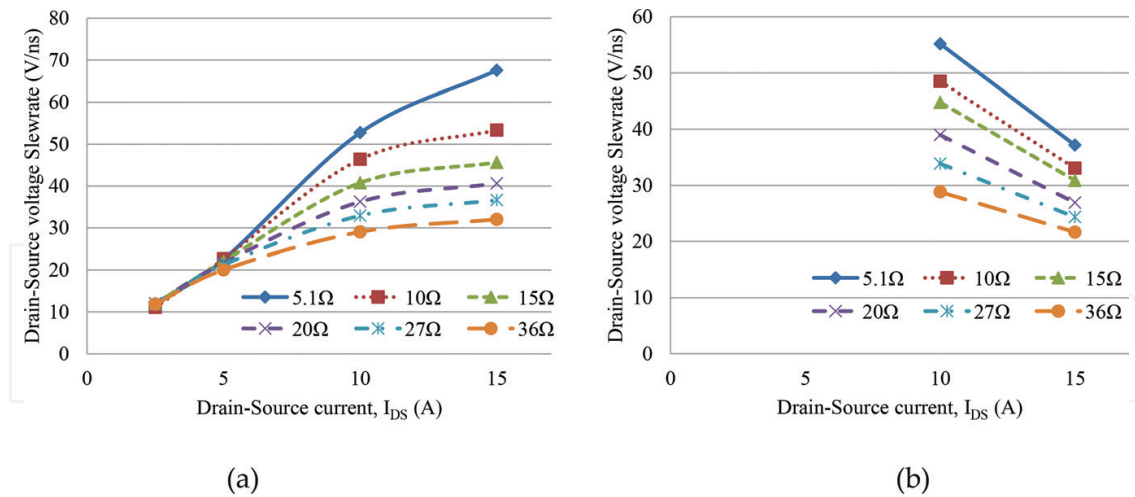 80
70
60
50
40
30
20
10
0
Drain-Source voltage Slewrate (V/ns)
5.1Ω 10Ω 15Ω
20Ω 27Ω 36Ω
0 5 10 15
Drain-Source current, I_DS (A)
(a)
60
50
40
30
20
10
0
Drain-Source voltage Slewrate (V/ns)
5.1Ω 10Ω 15Ω
20Ω 27Ω 36Ω
0 5 10 15
Drain-Source current, I_DS (A)
(b)